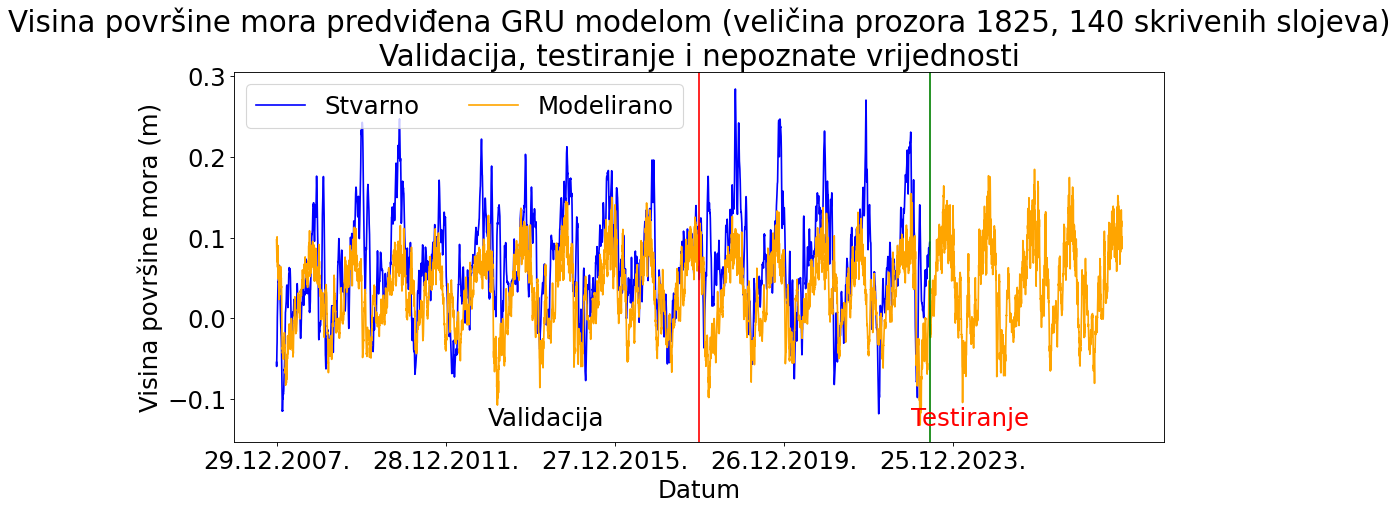 Visina površine mora predviđena GRU modelom (veličina prozora 1825, 140 skrivenih slojeva)
Validacija, testiranje i nepoznate vrijednosti
Stvarno
Modelirano
Visina površine mora (m)
0.3
0.2
0.1
0.0
−0.1
Validacija
Testiranje
29.12.2007.
28.12.2011.
27.12.2015.
26.12.2019.
25.12.2023.
Datum